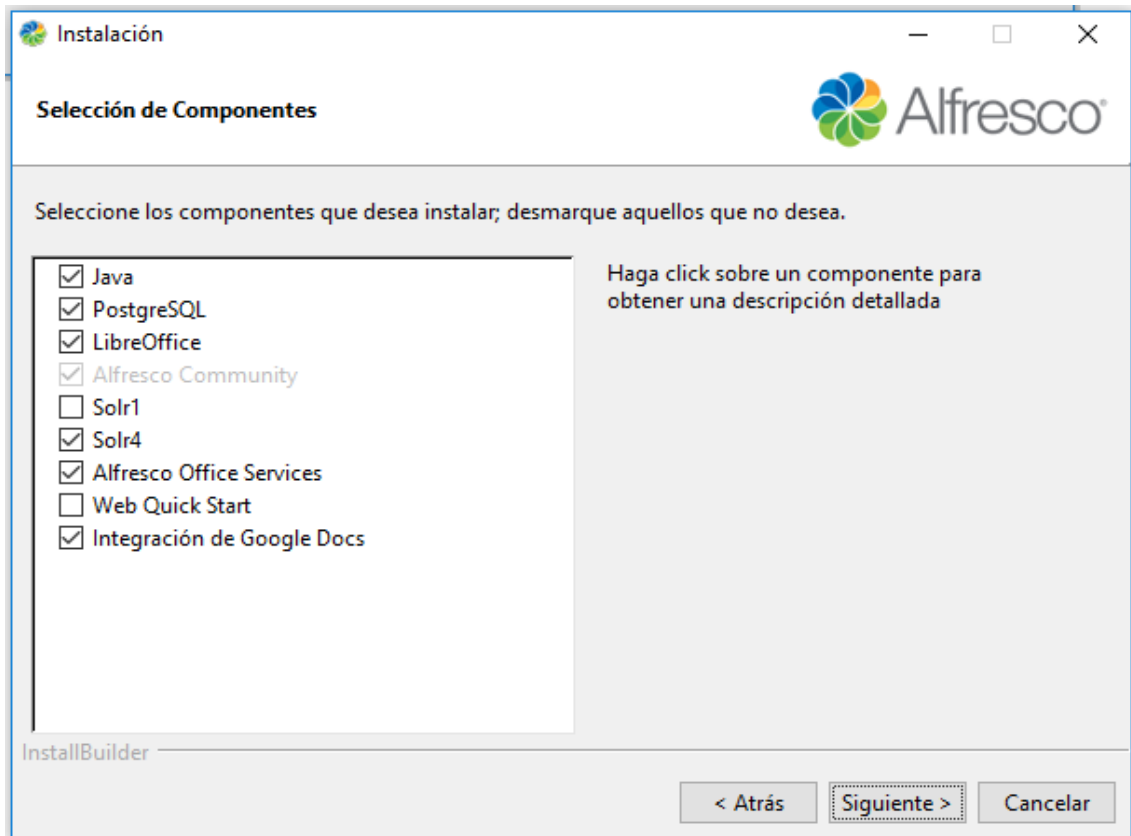 Instalación
Selección de Componentes
Alfresco®
Seleccione los componentes que desea instalar; desmarque aquellos que no desea.
Java
PostgreSQL
LibreOffice
Alfresco Community
Solr1
Solr4
Alfresco Office Services
Web Quick Start
Integración de Google Docs
Haga click sobre un componente para
obtener una descripción detallada
InstallBuilder
< Atrás
Siguiente >
Cancelar